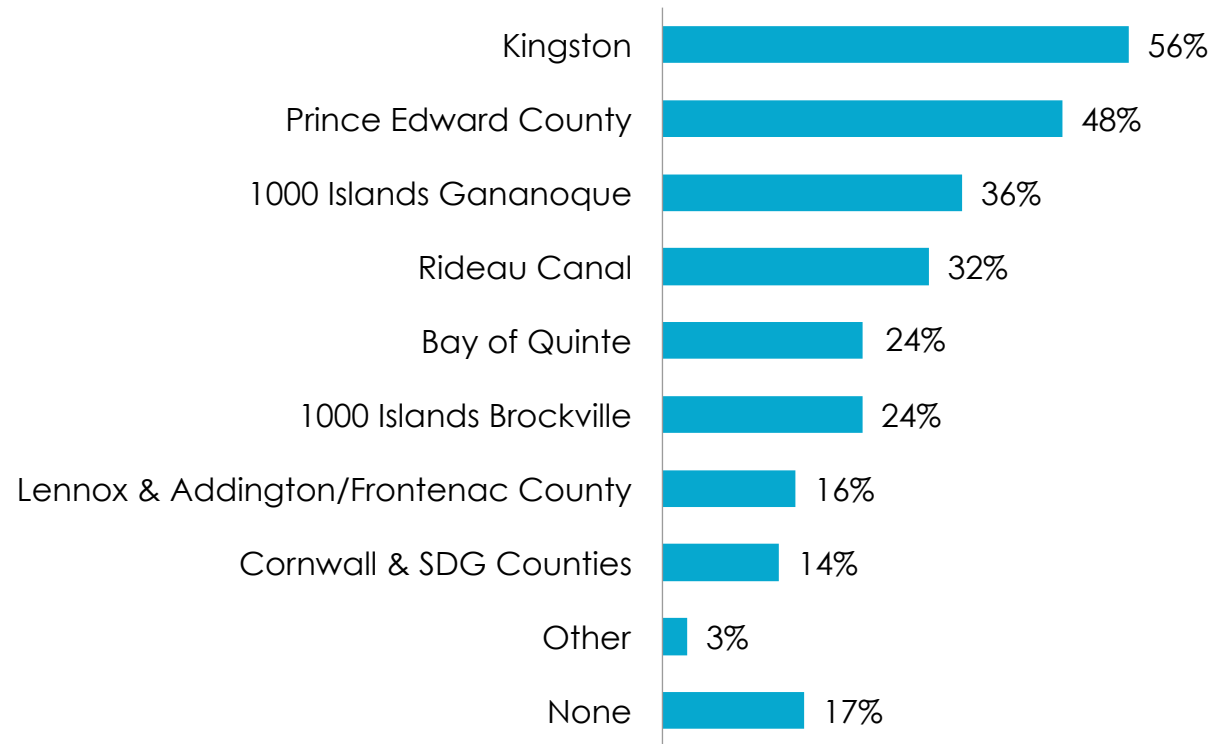 Kingston 56%
Prince Edward County 48%
1000 Islands Gananoque 36%
Rideau Canal 32%
Bay of Quinte 24%
1000 Islands Brockville 24%
Lennox & Addington/Frontenac County 16%
Cornwall & SDG Counties 14%
Other 3%
None 17%